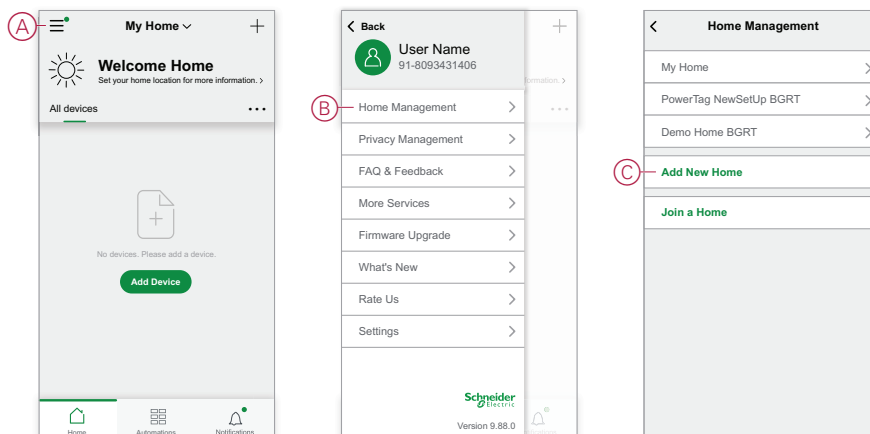 A
My Home
Welcome Home
Set your home location for more information. >
All devices
No devices. Please add a device.
Add Device
Home
Automations
Notifications
Back
User Name
91-8093431406
formation. >
B
Home Management
Privacy Management
FAQ & Feedback
More Services
Firmware Upgrade
What's New
Rate Us
Settings
Schneider
Electric
Version 9.88.0
Home Management
My Home
PowerTag NewSetUp BGRT
Demo Home BGRT
C
Add New Home
Join a Home